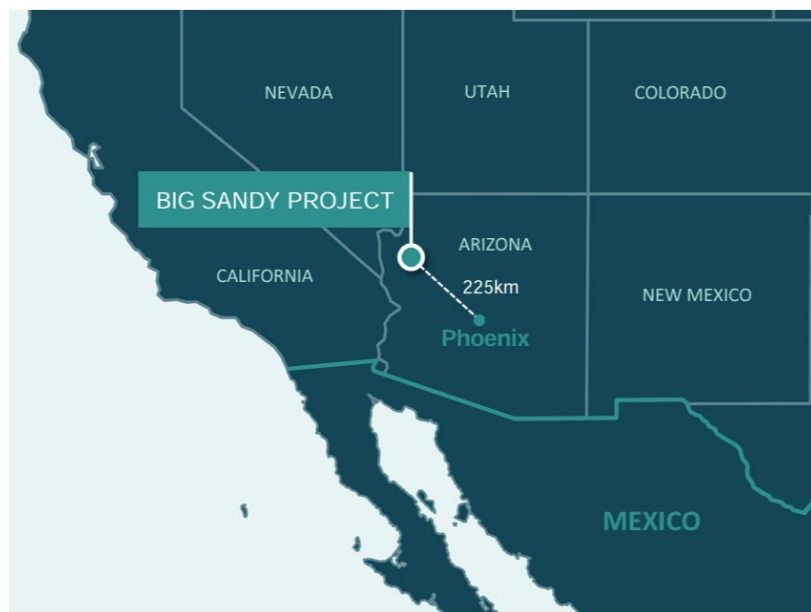 NEVADA
UTAH
COLORADO
BIG SANDY PROJECT
ARIZONA
CALIFORNIA
225km
NEW MEXICO
Phoenix
MEXICO